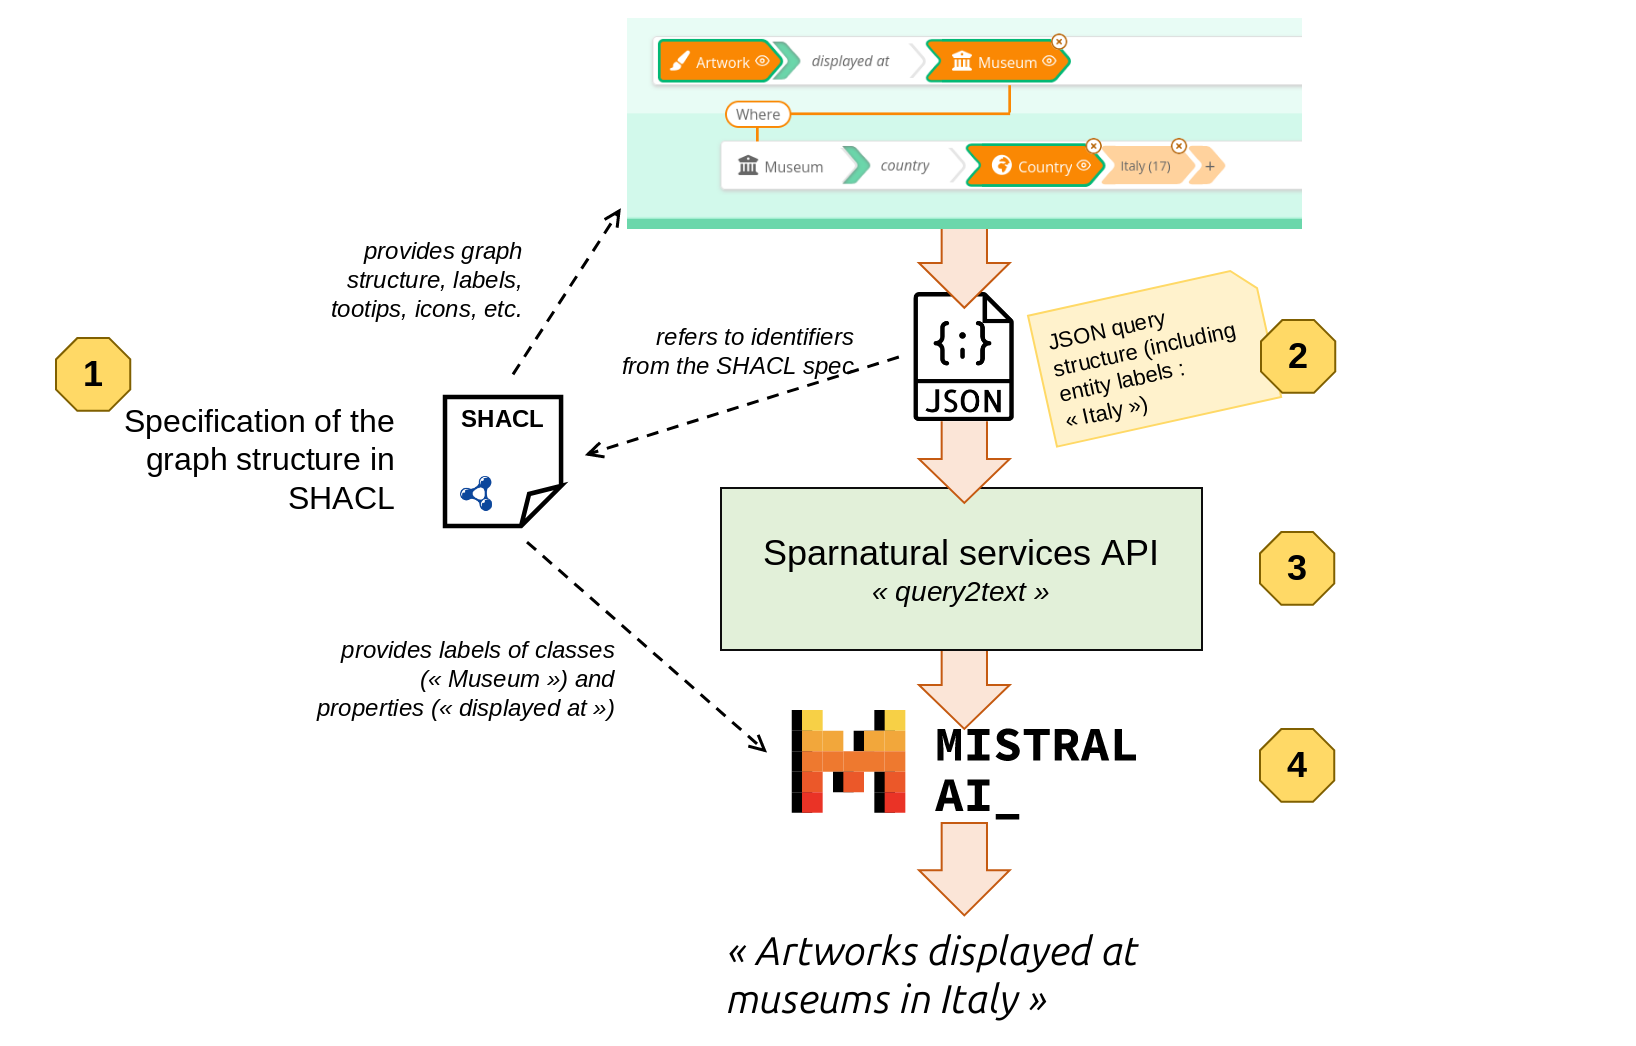 Artwork
displayed at
Museum
Where
Museum
country
Country
Italy (17)
+
provides graph
structure, labels,
tootips, icons, etc.
refers to identifiers
from the SHACL spec
{;}
JSON
JSON query
structure (including
entity labels :
« Italy »)
2
1
Specification of the
graph structure in
SHACL
SHACL
Sparnatural services API
« query2text »
3
provides labels of classes
(« Museum ») and
properties (« displayed at »)
MISTRAL
AI_
4
« Artworks displayed at
museums in Italy »